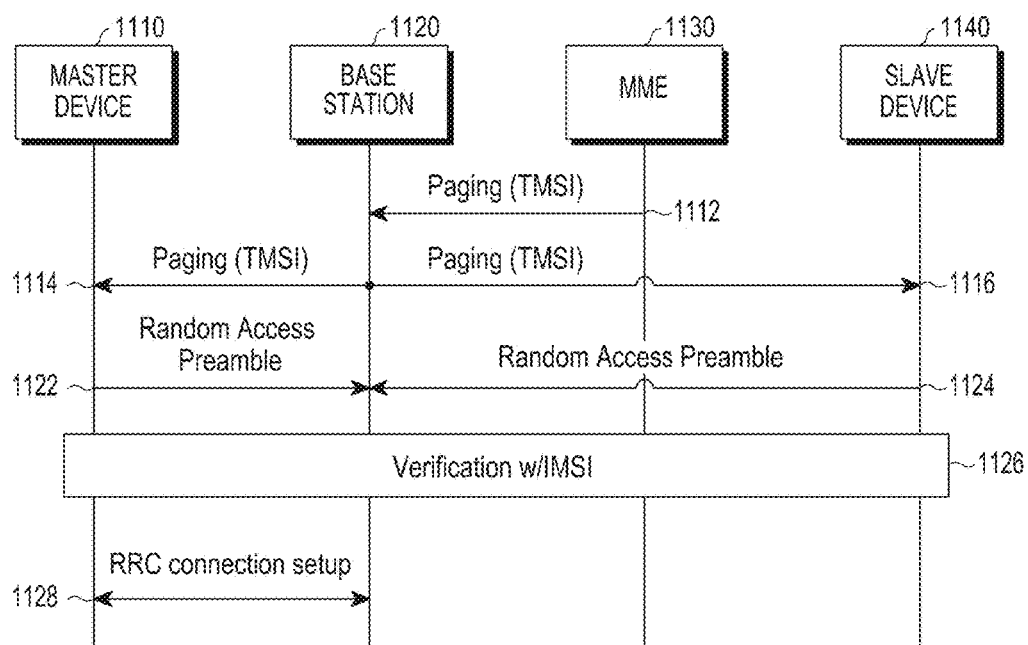 1110
1120
1130
1140
MASTER
DEVICE
BASE
STATION
MME
SLAVE
DEVICE
Paging (TMSI)
1112
Paging (TMSI)
Paging (TMSI)
1114
1116
Random Access
Preamble
Random Access Preamble
1122
1124
Verification w/IMSI
1126
RRC connection setup
1128